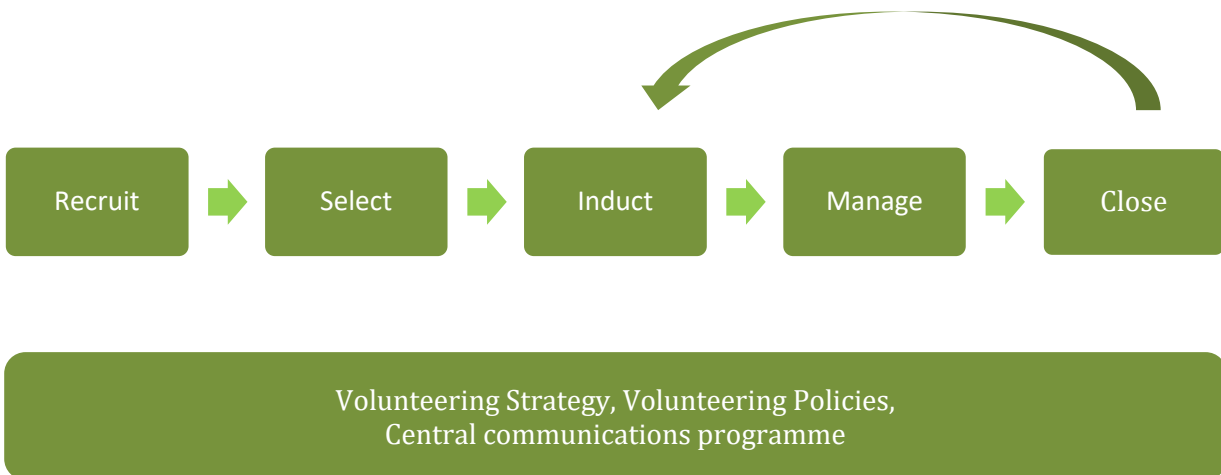 Recruit
Select
Induct
Manage
Close
Volunteering Strategy, Volunteering Policies,
Central communications programme